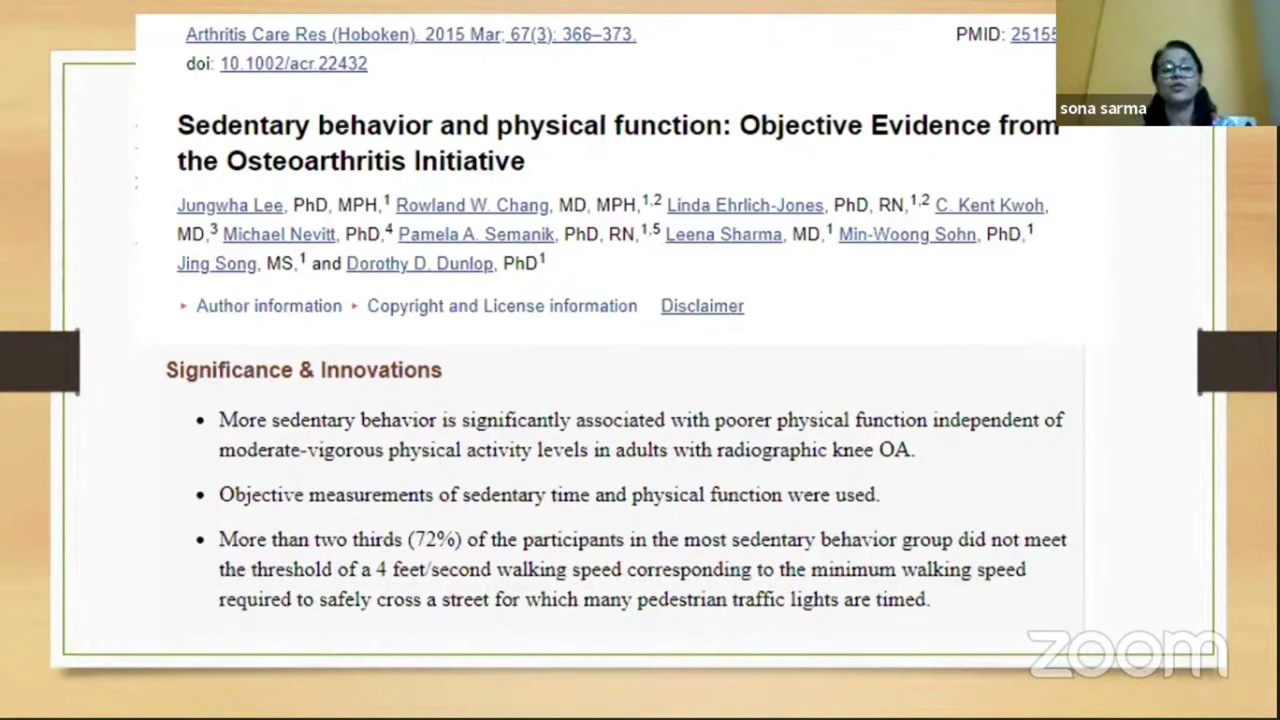 Arthritis Care Res (Hoboken). 2015 Mar; 67(3): 366–373.
PMID: 25155
doi: 10.1002/acr.22432
sona sarma
Sedentary behavior and physical function: Objective Evidence from
the Osteoarthritis Initiative
Jungwha Lee, PhD, MPH,1 Rowland W. Chang, MD, MPH,1,2 Linda Ehrlich-Jones, PhD, RN,1,2 C. Kent Kwoh,
MD,3 Michael Nevitt, PhD,4 Pamela A. Semanik, PhD, RN,1,5 Leena Sharma, MD,1 Min-Woong Sohn, PhD,1
Jing Song, MS,1 and Dorothy D. Dunlop, PhD1
Author information Copyright and License information Disclaimer
Significance & Innovations
• More sedentary behavior is significantly associated with poorer physical function independent of
moderate-vigorous physical activity levels in adults with radiographic knee OA.
• Objective measurements of sedentary time and physical function were used.
• More than two thirds (72%) of the participants in the most sedentary behavior group did not meet
the threshold of a 4 feet/second walking speed corresponding to the minimum walking speed
required to safely cross a street for which many pedestrian traffic lights are timed.
zoom